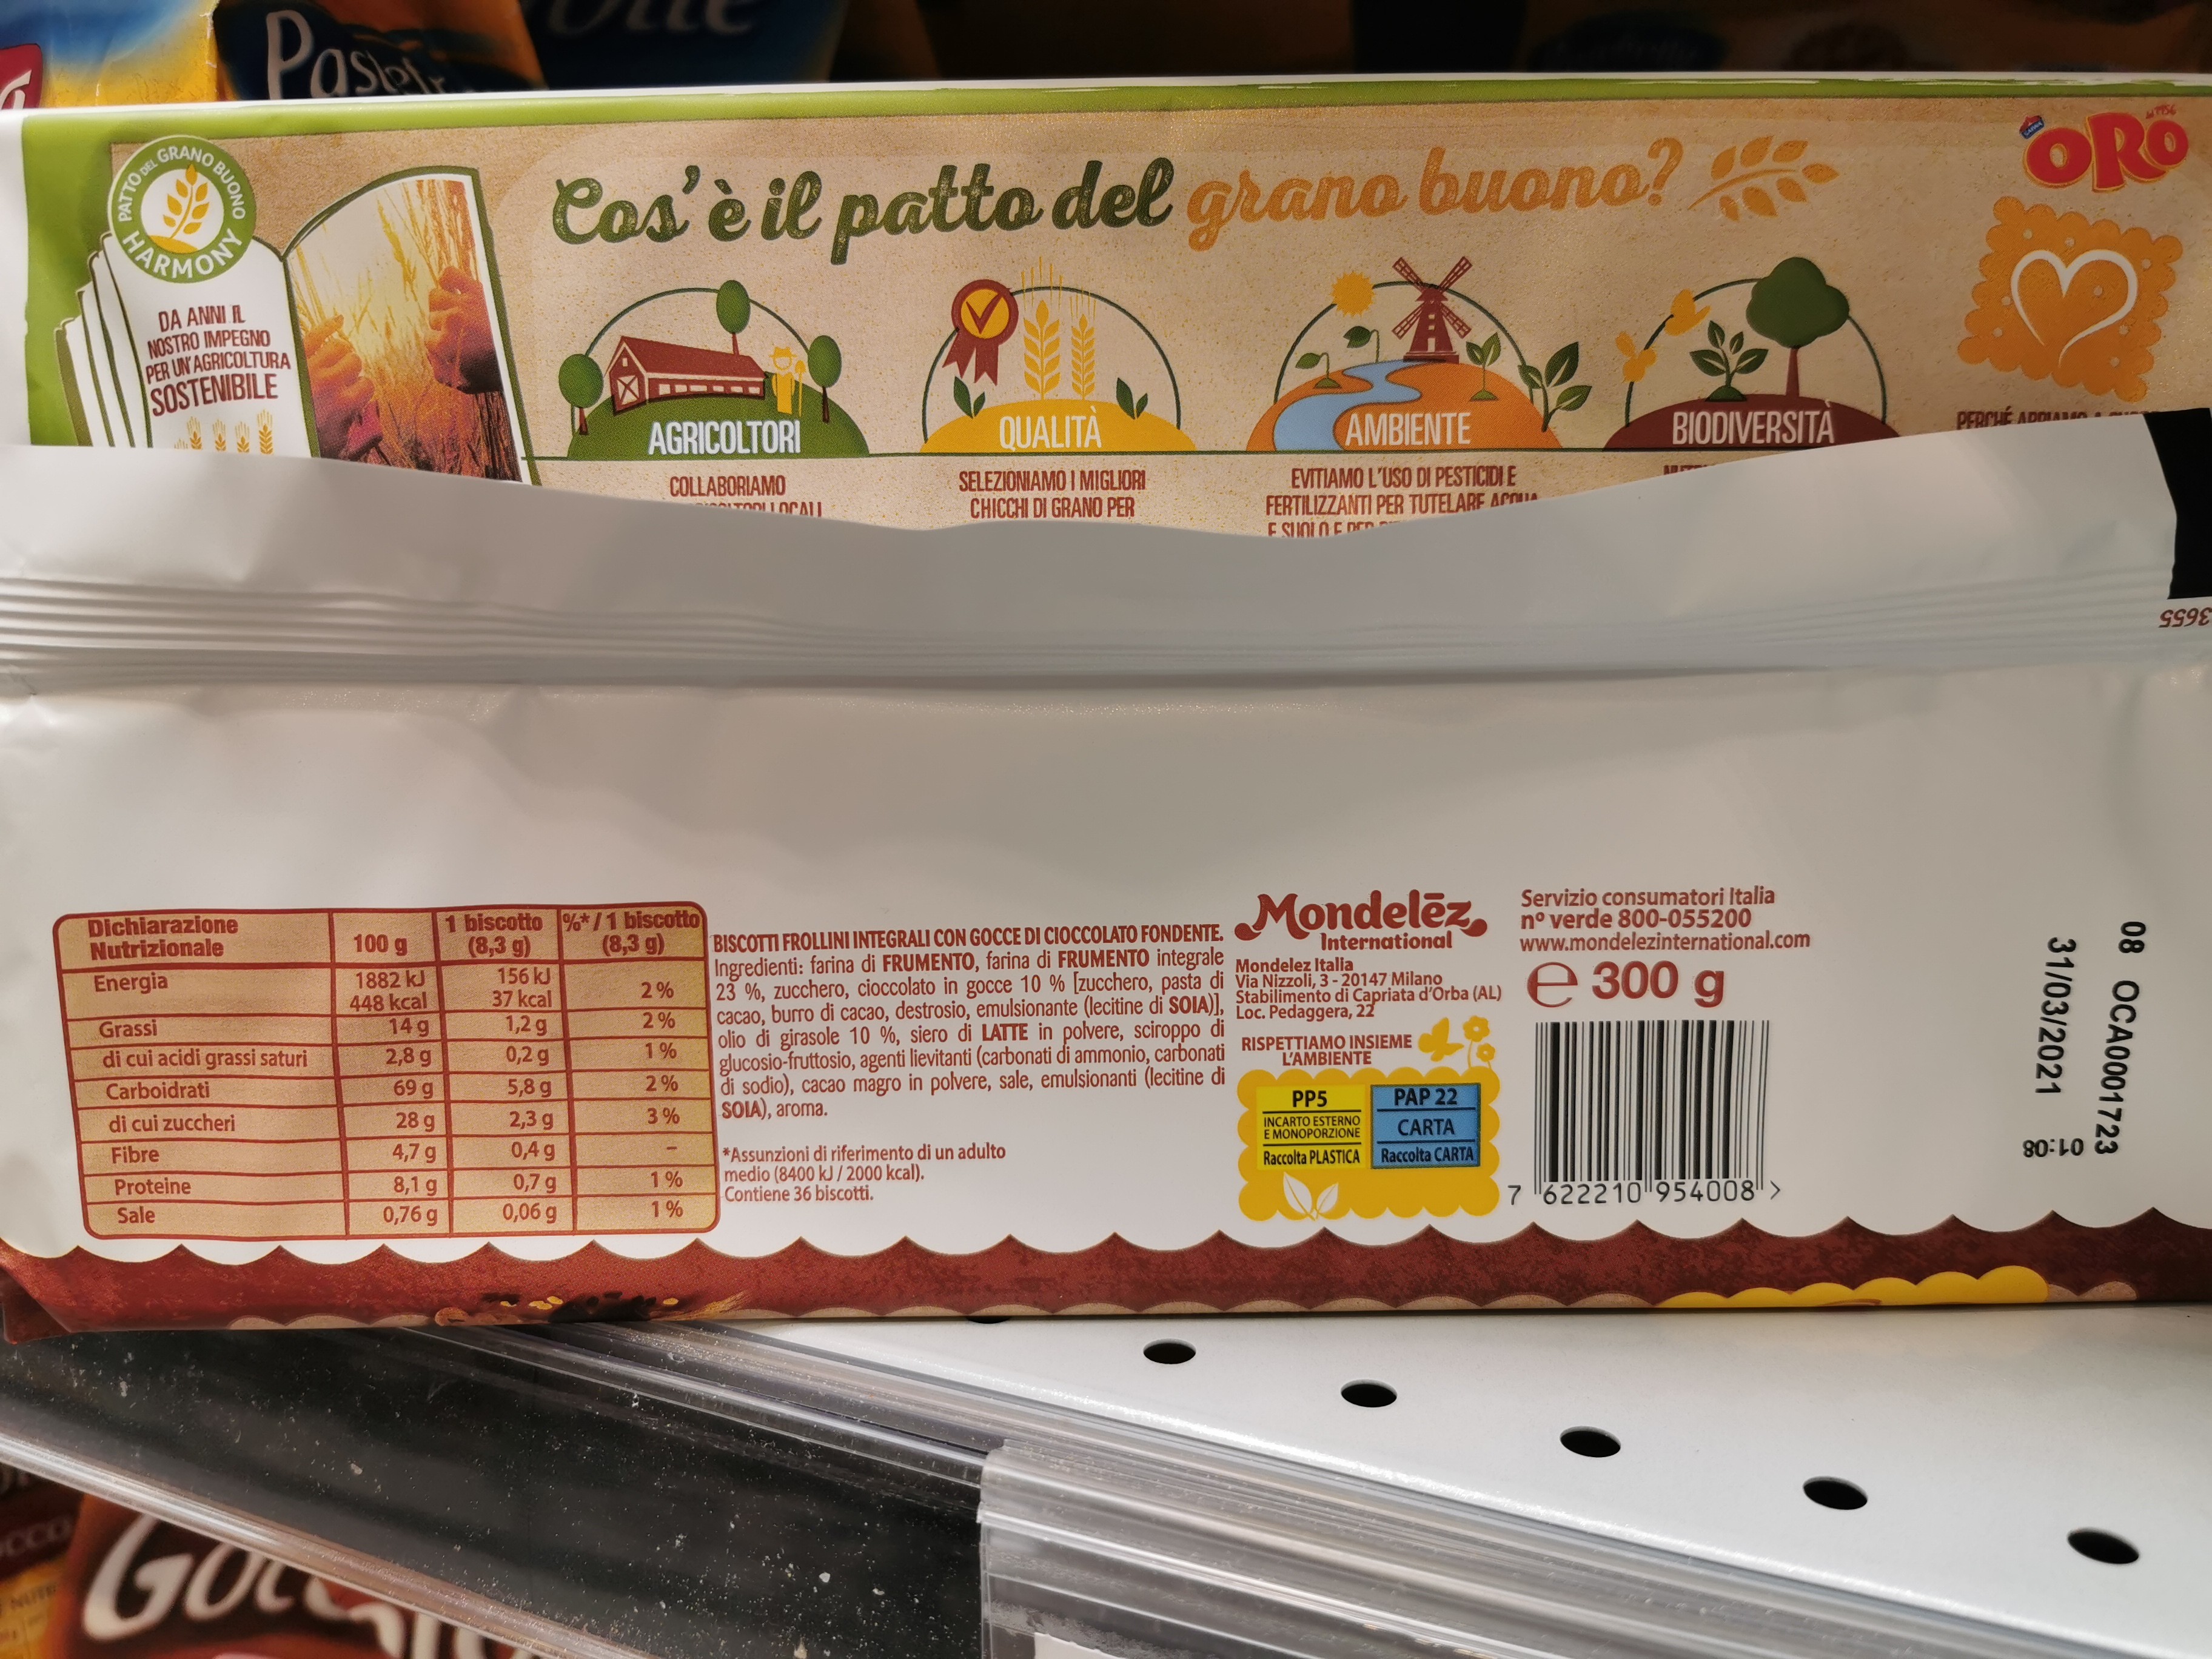 PATTO DEL GRANO BUONO
HARMONY
DA ANNI IL
NOSTRO IMPEGNO
PER UN'AGRICOLTURA
SOSTENIBILE
Cos'è il patto del grano buono?
ORO
AGRICOLTORI
COLLABORIAMO
LOCALI
QUALITÀ
SELEZIONIAMO I MIGLIORI
CHICCHI DI GRANO PER
AMBIENTE
EVITIAMO L'USO DI PESTICIDI E
FERTILIZZANTI PER TUTELARE ACQUA
E SUOLO E PER
BIODIVERSITÀ
PERCHÉ ABBIAMO A
3655
Dichiarazione
Nutrizionale
100 g
1 biscotto
(8,3 g)
%*/ 1 biscotto
(8,3 g)
Energia 1882 kJ 156 kJ
448 kcal 37 kcal 2 %
Grassi 14 g 1,2 g 2 %
di cui acidi grassi saturi 2,8 g 0,2 g 1 %
Carboidrati 69 g 5,8 g 2 %
di cui zuccheri 28 g 2,3 g 3 %
Fibre 4,7 g 0,4 g –
Proteine 8,1 g 0,7 g 1 %
Sale 0,76 g 0,06 g 1 %
BISCOTTI FROLLINI INTEGRALI CON GOCCE DI CIOCCOLATO FONDENTE.
Ingredienti: farina di FRUMENTO, farina di FRUMENTO integrale
23 %, zucchero, cioccolato in gocce 10 % [zucchero, pasta di
cacao, burro di cacao, destrosio, emulsionante (lecitine di SOIA)],
olio di girasole 10 %, siero di LATTE in polvere, sciroppo di
glucosio-fruttosio, agenti lievitanti (carbonati di ammonio, carbonati
di sodio), cacao magro in polvere, sale, emulsionanti (lecitine di
SOIA), aroma.
*Assunzioni di riferimento di un adulto
medio (8400 kJ / 2000 kcal).
Contiene 36 biscotti.
Mondelēz
International
Mondelez Italia
Via Nizzoli, 3 - 20147 Milano
Stabilimento di Capriata d'Orba (AL)
Loc. Pedaggera, 22
RISPETTIAMO INSIEME
L'AMBIENTE
PP5
INCARTO ESTERNO
E MONOPORZIONE
Raccolta PLASTICA
PAP 22
CARTA
Raccolta CARTA
Servizio consumatori Italia
n° verde 800-055200
www.mondelezinternational.com
e 300 g
7 622210 954008 >
08 OCA0001723
31/03/2021
01:08